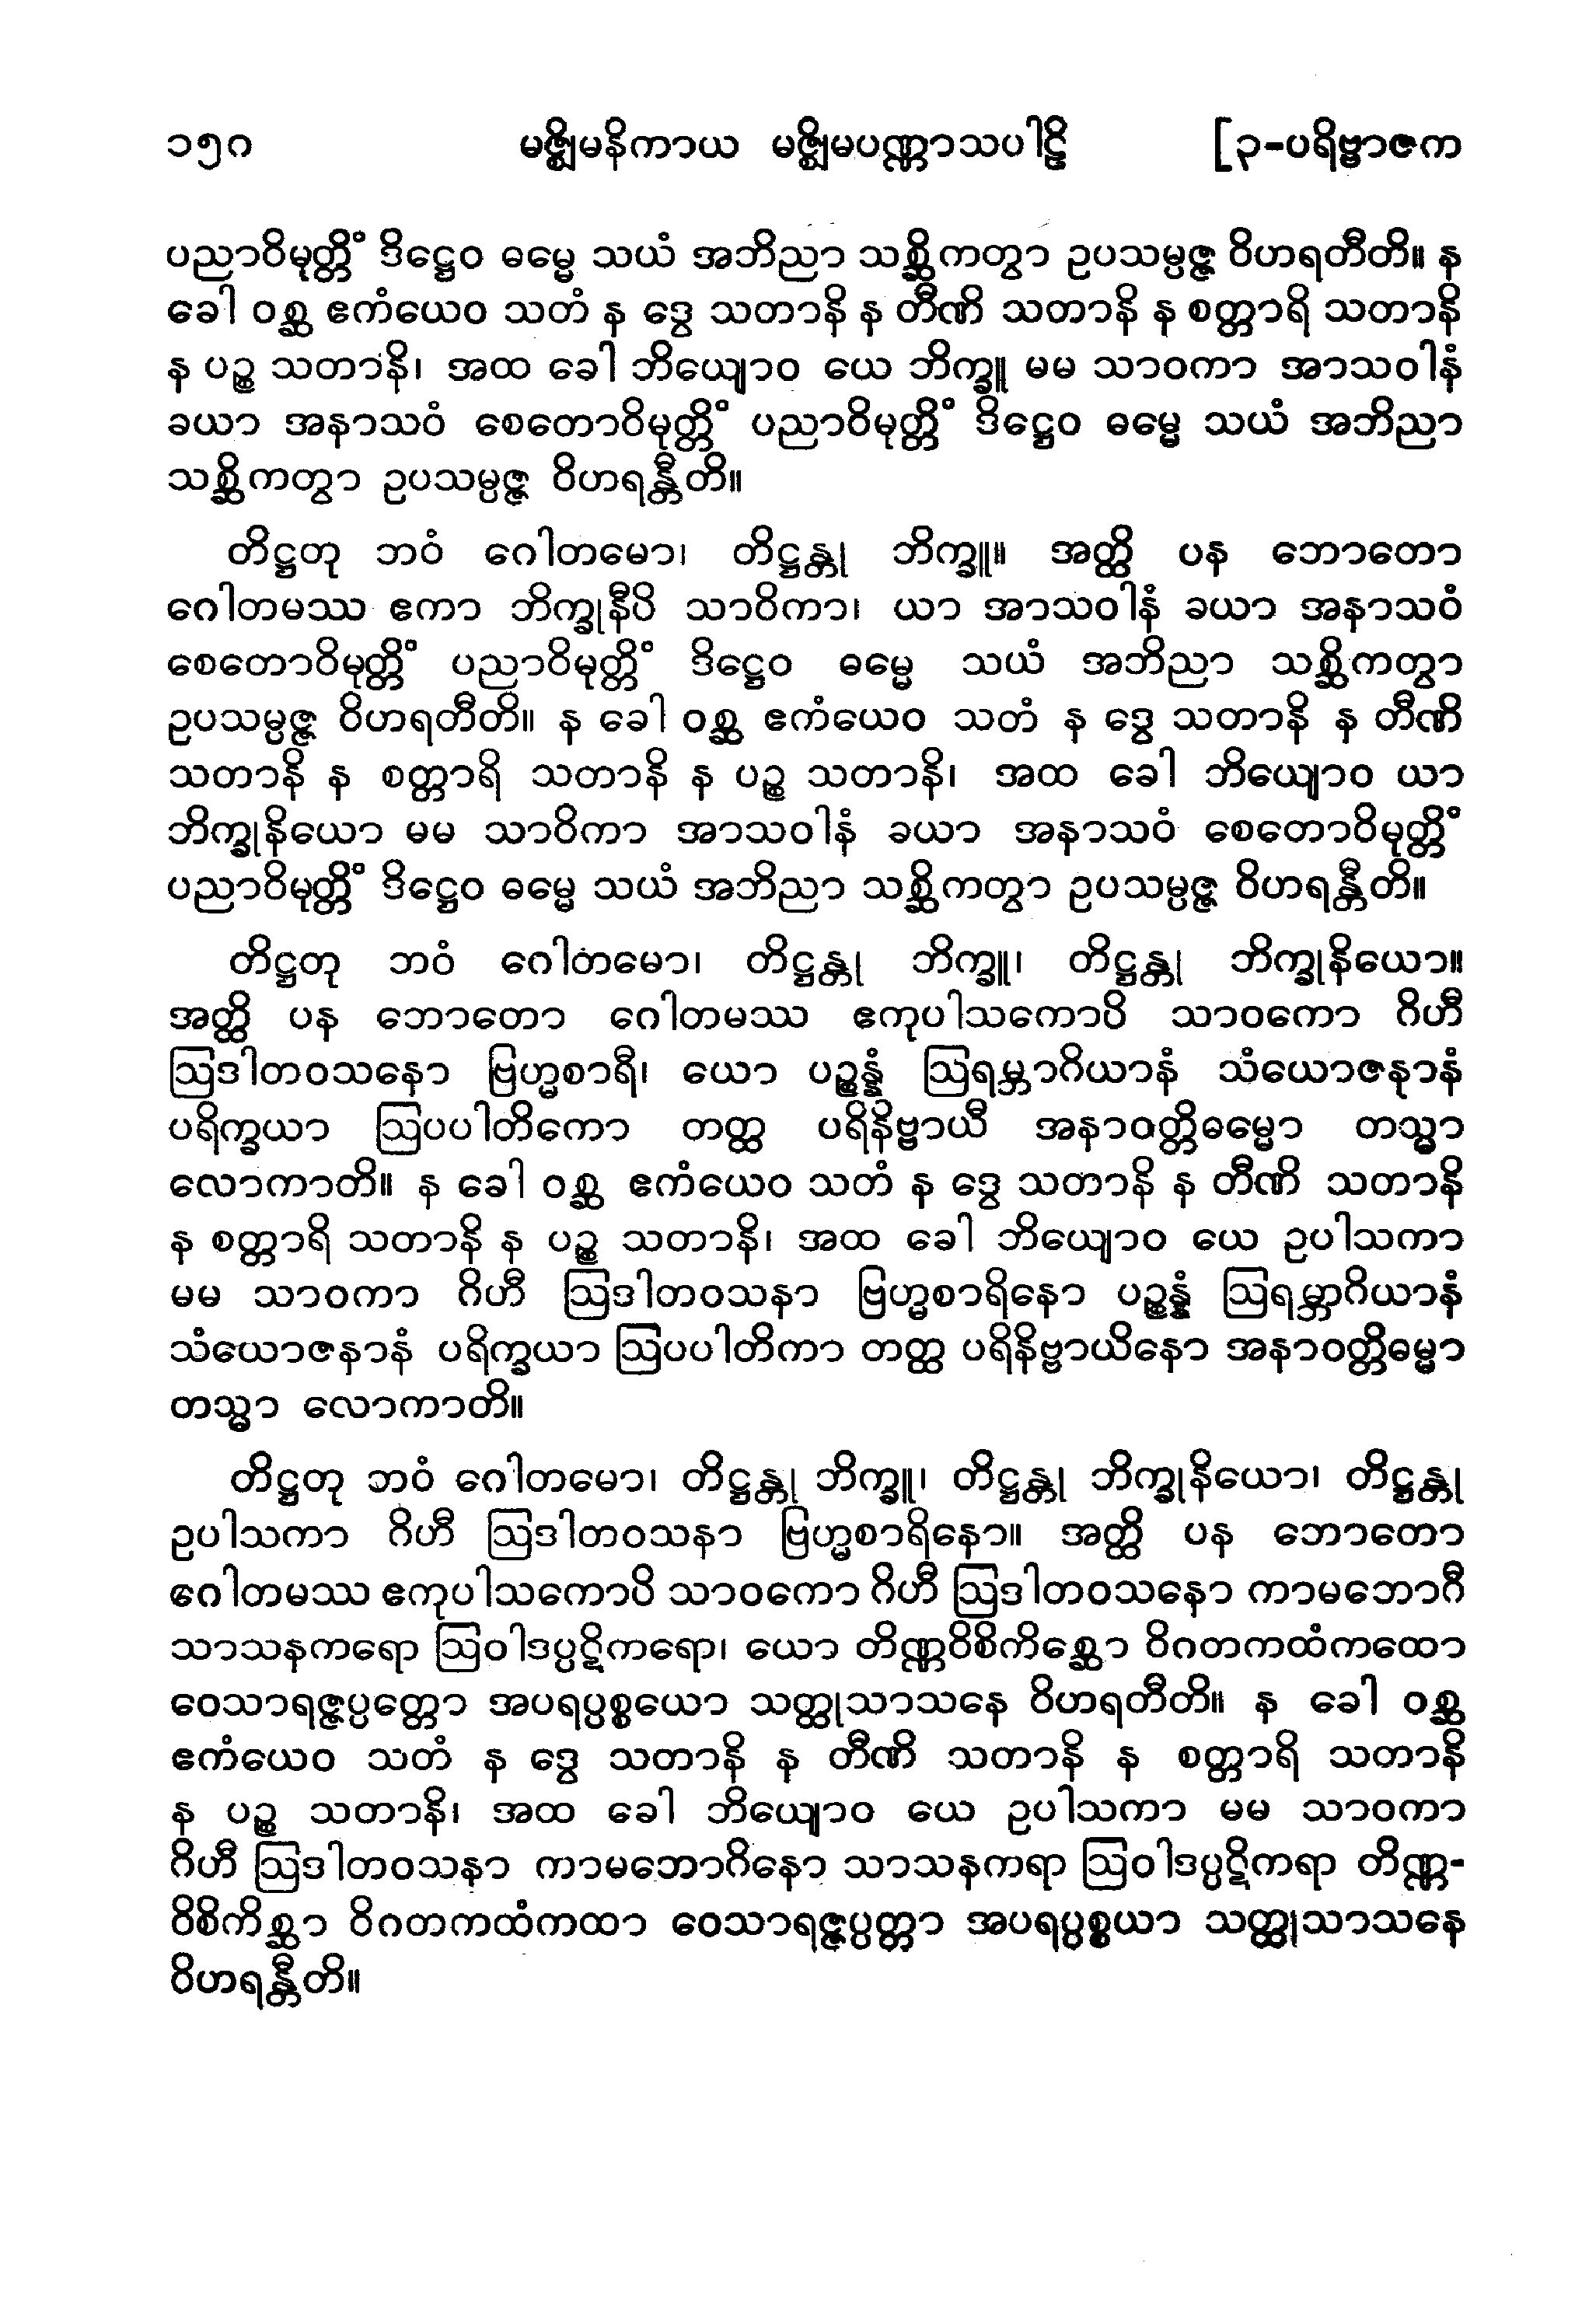 ၁၅၈ မဇ္ဈိမနိကာယ မဇ္ဈိမပဏ္ဏာသပါဠိ [၃-ပရိဗ္ဗာဇက
ပညာဝိမုတ္တိံ ဒိဋ္ဌေဝ ဓမ္မေ သယံ အဘိညာ သစ္ဆိကတွာ ဥပသမ္ပဇ္ဇ ဝိဟရတီတိ။ န
ခေါ ဝစ္ဆ ဧကံယေဝ သတံ န ဒွေ သတာနိ န တီဏိ သတာနိ န စတ္တာရိ သတာနိ
န ပဉ္စ သတာနိ၊ အထ ခေါ ဘိယျောဝ ယေ ဘိက္ခူ မမ သာဝကာ အာသဝါနံ
ခယာ အနာသဝံ စေတောဝိမုတ္တိံ ပညာဝိမုတ္တိံ ဒိဋ္ဌေဝ ဓမ္မေ သယံ အဘိညာ
သစ္ဆိကတွာ ဥပသမ္ပဇ္ဇ ဝိဟရန္တီတိ။
တိဋ္ဌတု ဘဝံ ဂေါတမော၊ တိဋ္ဌန္တု ဘိက္ခူ။ အတ္ထိ ပန ဘောတော
ဂေါတမဿ ဧကာ ဘိက္ခုနီပိ သာဝိကာ၊ ယာ အာသဝါနံ ခယာ အနာသဝံ
စေတောဝိမုတ္တိံ ပညာဝိမုတ္တိံ ဒိဋ္ဌေဝ ဓမ္မေ သယံ အဘိညာ သစ္ဆိကတွာ
ဥပသမ္ပဇ္ဇ ဝိဟရတီတိ။ န ခေါ ဝစ္ဆ ဧကံယေဝ သတံ န ဒွေ သတာနိ န တီဏိ
သတာနိ န စတ္တာရိ သတာနိ န ပဉ္စ သတာနိ၊ အထ ခေါ ဘိယျောဝ ယာ
ဘိက္ခုနိယော မမ သာဝိကာ အာသဝါနံ ခယာ အနာသဝံ စေတောဝိမုတ္တိံ
ပညာဝိမုတ္တိံ ဒိဋ္ဌေဝ ဓမ္မေ သယံ အဘိညာ သစ္ဆိကတွာ ဥပသမ္ပဇ္ဇ ဝိဟရန္တီတိ။
တိဋ္ဌတု ဘဝံ ဂေါတမော၊ တိဋ္ဌန္တု ဘိက္ခူ၊ တိဋ္ဌန္တု ဘိက္ခုနိယော။
အတ္ထိ ပန ဘောတော ဂေါတမဿ ဧကုပါသကောပိ သာဝကော ဂိဟီ
ဩဒါတဝသနော ဗြဟ္မစာရီ၊ ယော ပဉ္စန္နံ ဩရမ္ဘာဂိယာနံ သံယောဇနာနံ
ပရိက္ခယာ ဩပပါတိကော တတ္ထ ပရိနိဗ္ဗာယီ အနာဝတ္တိဓမ္မော တသ္မာ
လောကာတိ။ န ခေါ ဝစ္ဆ ဧကံယေဝ သတံ န ဒွေ သတာနိ န တီဏိ သတာနိ
န စတ္တာရိ သတာနိ န ပဉ္စ သတာနိ၊ အထ ခေါ ဘိယျောဝ ယေ ဥပါသကာ
မမ သာဝကာ ဂိဟီ ဩဒါတဝသနာ ဗြဟ္မစာရိနော ပဉ္စန္နံ ဩရမ္ဘာဂိယာနံ
သံယောဇနာနံ ပရိက္ခယာ ဩပပါတိကာ တတ္ထ ပရိနိဗ္ဗာယိနော အနာဝတ္တိဓမ္မာ
တသ္မာ လောကာတိ။
တိဋ္ဌတု ဘဝံ ဂေါတမော၊ တိဋ္ဌန္တု ဘိက္ခူ၊ တိဋ္ဌန္တု ဘိက္ခုနိယော၊ တိဋ္ဌန္တု
ဥပါသကာ ဂိဟီ ဩဒါတဝသနာ ဗြဟ္မစာရိနော။ အတ္ထိ ပန ဘောတော
ဂေါတမဿ ဧကုပါသကောပိ သာဝကော ဂိဟီ ဩဒါတဝသနော ကာမဘောဂီ
သာသနကရော ဩဝါဒပ္ပဋိကရော၊ ယော တိဏ္ဏဝိစိကိစ္ဆော ဝိဂတကထံကထော
ဝေသာရဇ္ဇပ္ပတ္တော အပရပ္ပစ္စယော သတ္ထုသာသနေ ဝိဟရတီတိ။ န ခေါ ဝစ္ဆ
ဧကံယေဝ သတံ န ဒွေ သတာနိ န တီဏိ သတာနိ န စတ္တာရိ သတာနိ
န ပဉ္စ သတာနိ၊ အထ ခေါ ဘိယျောဝ ယေ ဥပါသကာ မမ သာဝကာ
ဂိဟီ ဩဒါတဝသနာ ကာမဘောဂိနော သာသနကရာ ဩဝါဒပ္ပဋိကရာ တိဏ္ဏ-
ဝိစိကိစ္ဆာ ဝိဂတကထံကထာ ဝေသာရဇ္ဇပ္ပတ္တာ အပရပ္ပစ္စယာ သတ္ထုသာသနေ
ဝိဟရန္တီတိ။